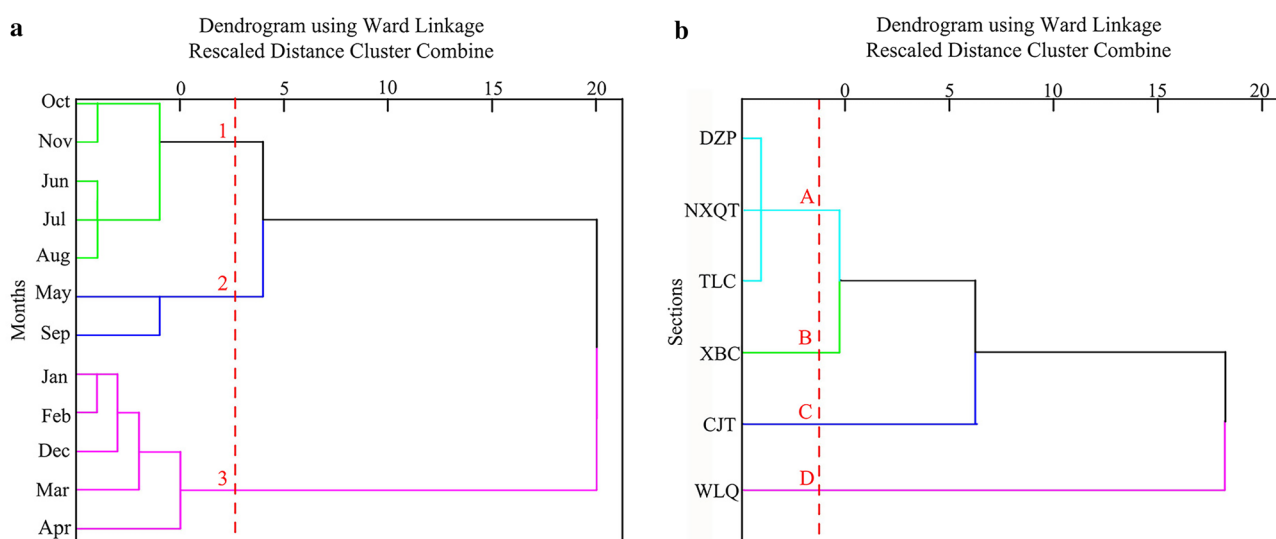 a
Dendrogram using Ward Linkage
Rescaled Distance Cluster Combine
0 5 10 15 20
Months
Oct
Nov
Jun
Jul
Aug
May
Sep
Jan
Feb
Dec
Mar
Apr
1
2
3
b
Dendrogram using Ward Linkage
Rescaled Distance Cluster Combine
0 5 10 15 20
Sections
DZP
NXQT
TLC
XBC
CJT
WLQ
A
B
C
D